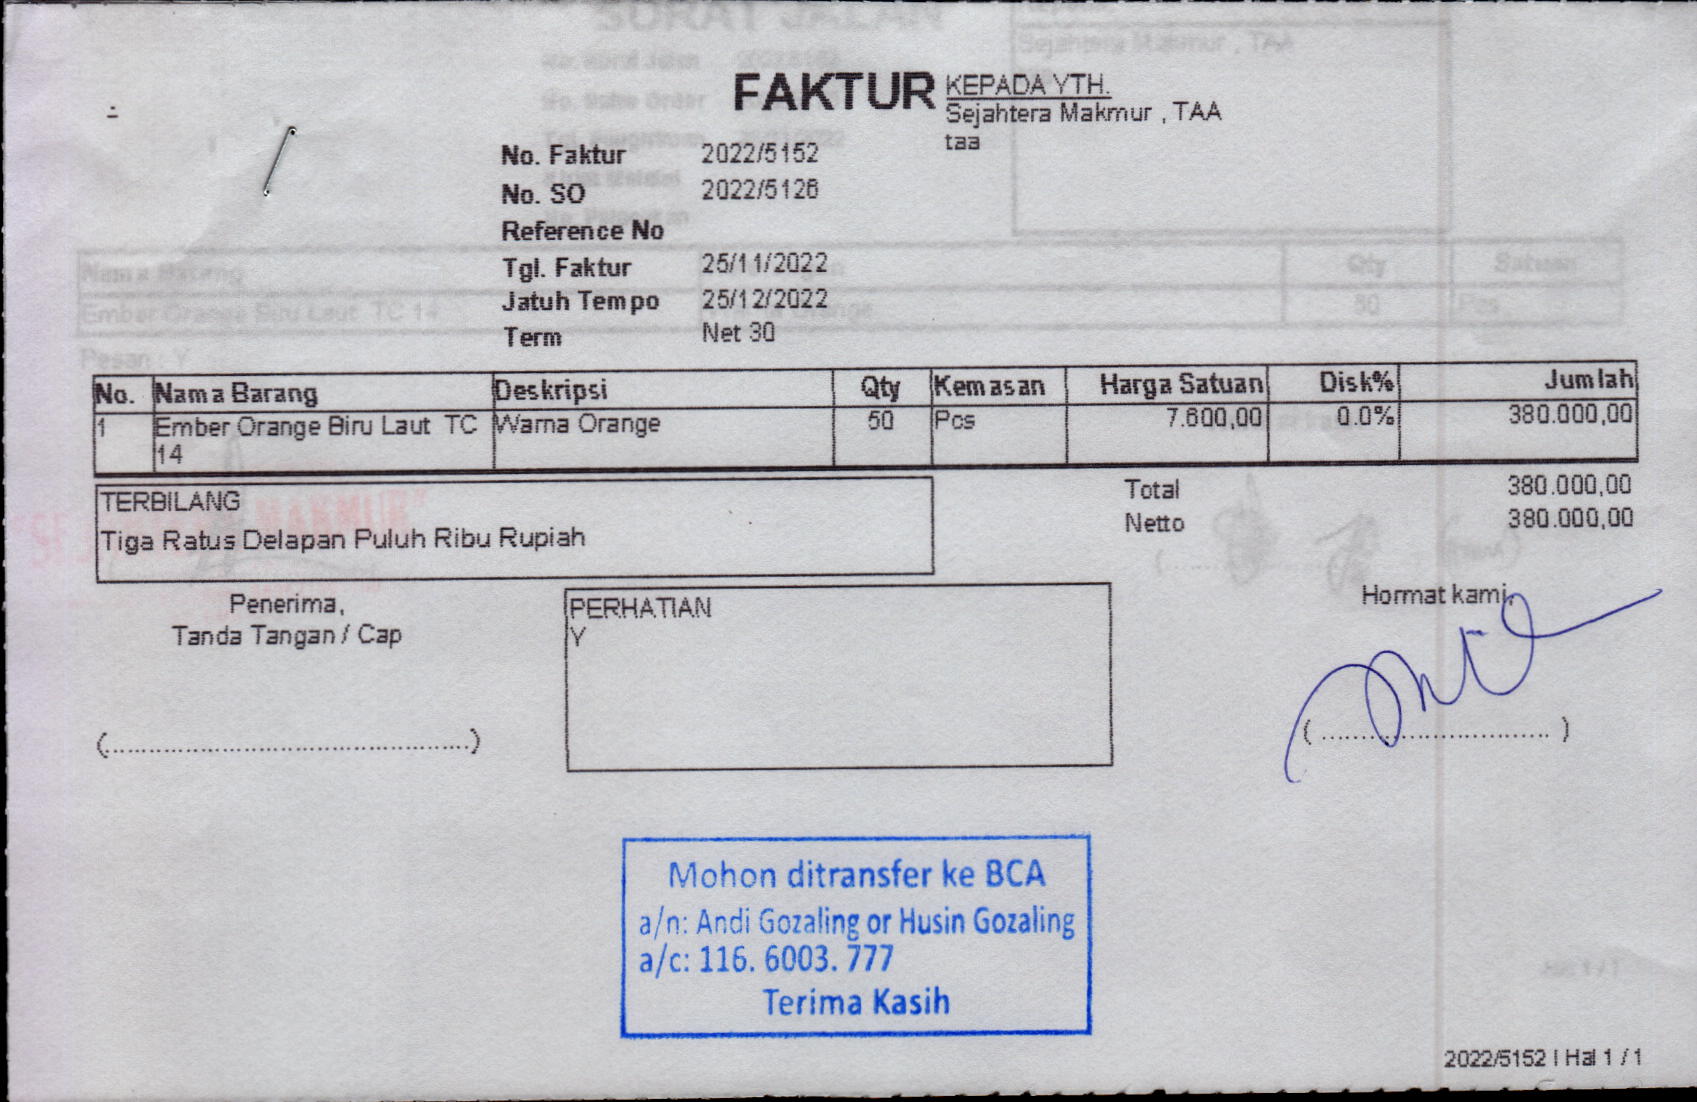 FAKTUR
KEPADA YTH.
Sejahtera Makmur , TAA
taa
No. Faktur 2022/5152
No. SO 2022/5126
Reference No
Tgl. Faktur 25/11/2022
Jatuh Tempo 25/12/2022
Term Net 30
No. Nama Barang Deskripsi Qty Kemasan Harga Satuan Disk% Jumlah
1 Ember Orange Biru Laut TC 14 Warna Orange 50 Pcs 7.600,00 0.0% 380.000,00
TERBILANG
Tiga Ratus Delapan Puluh Ribu Rupiah
Total 380.000,00
Netto 380.000,00
Penerima,
Tanda Tangan / Cap
(...............................................)
PERHATIAN
Y
Hormat kami,
(.............................. )
Mohon ditransfer ke BCA
a/n: Andi Gozaling or Husin Gozaling
a/c: 116. 6003. 777
Terima Kasih
2022/5152 | Hal 1 / 1